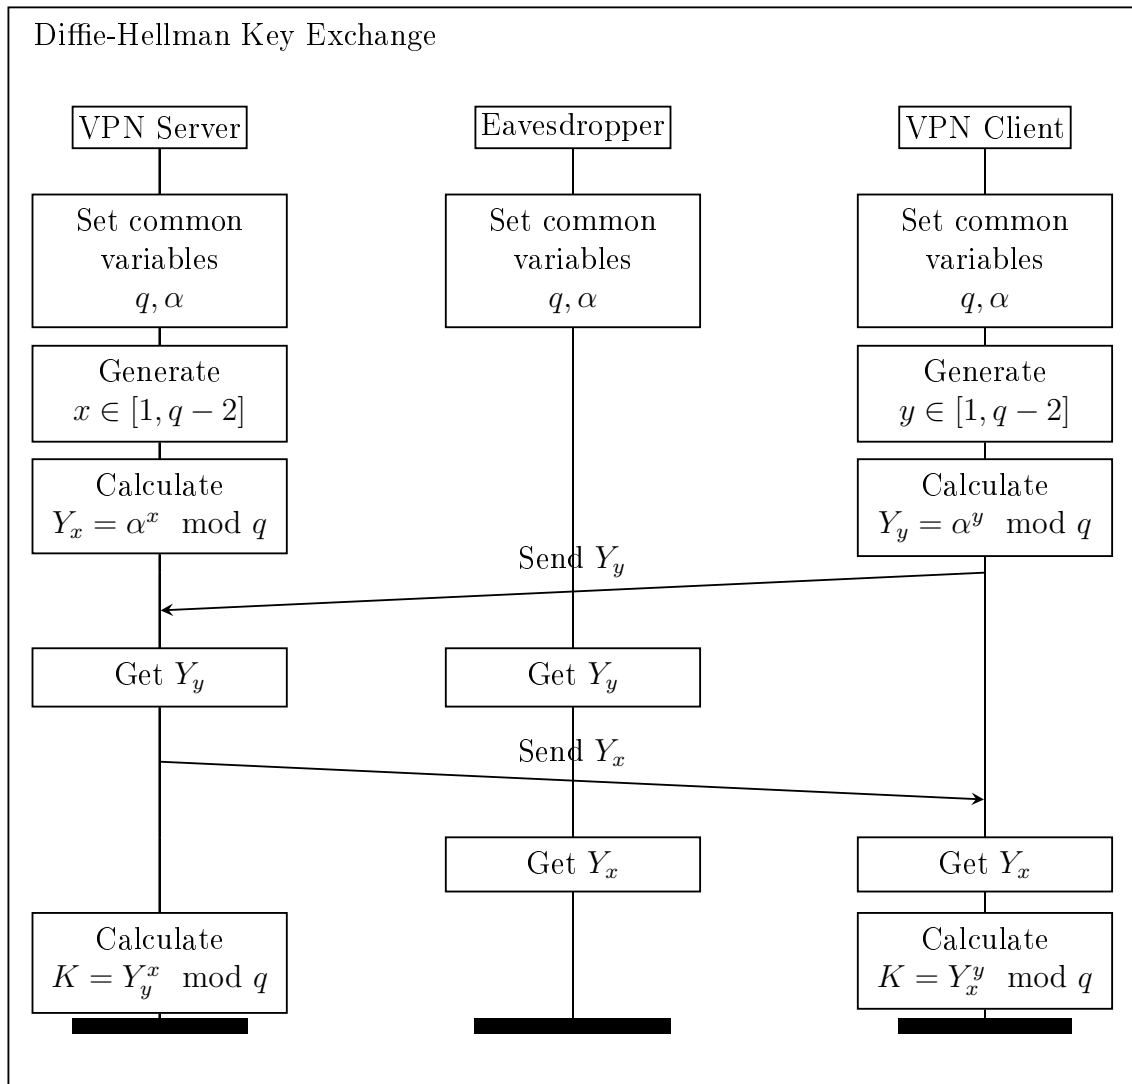 Diffie-Hellman Key Exchange
VPN Server
Eavesdropper
VPN Client
Set common
variables
q, α
Set common
variables
q, α
Set common
variables
q, α
Generate
x ∈ [1, q − 2]
Generate
y ∈ [1, q − 2]
Calculate
Y_x = α^x mod q
Calculate
Y_y = α^y mod q
Send Y_y
Get Y_y
Get Y_y
Send Y_x
Get Y_x
Get Y_x
Calculate
K = Y_y^x mod q
Calculate
K = Y_x^y mod q